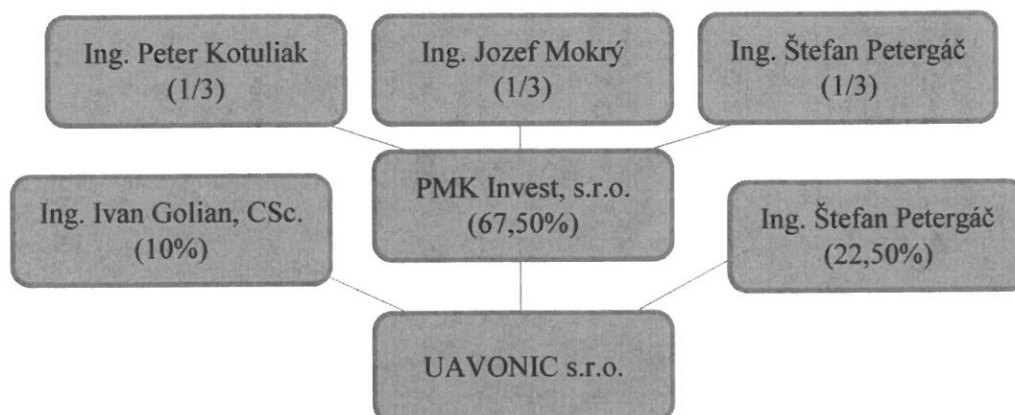 Ing. Peter Kotuliak
(1/3)
Ing. Jozef Mokrý
(1/3)
Ing. Štefan Petergáč
(1/3)
Ing. Ivan Golian, CSc.
(10%)
PMK Invest, s.r.o.
(67,50%)
Ing. Štefan Petergáč
(22,50%)
UAVONIC s.r.o.